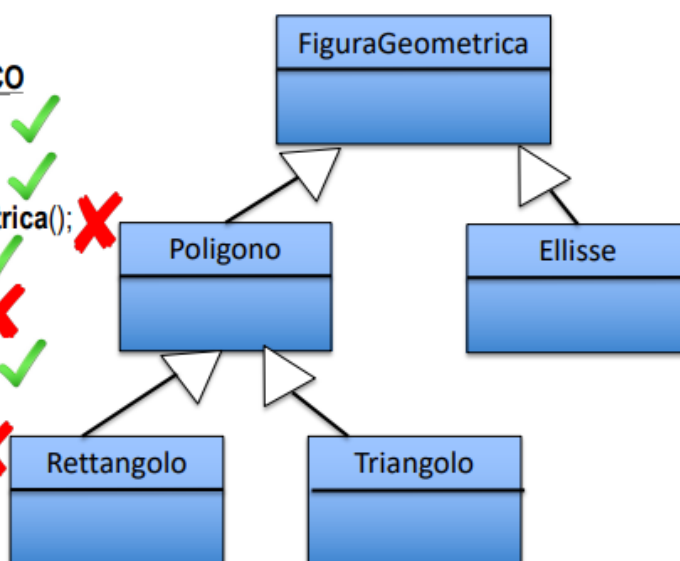 FiguraGeometrica
co
trica();
Poligono
Ellisse
Rettangolo
Triangolo